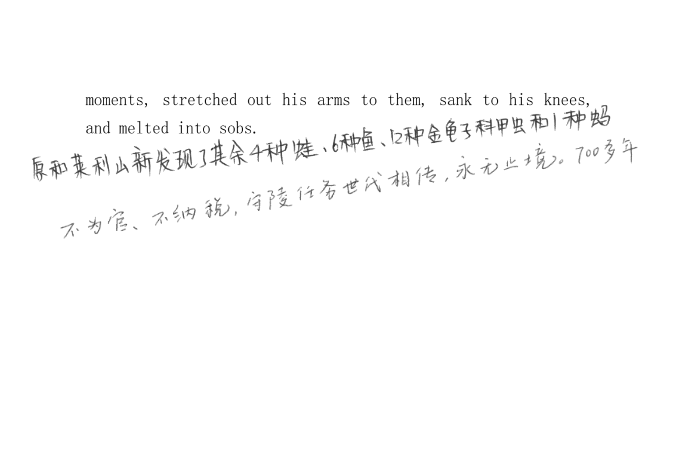 moments, stretched out his arms to them, sank to his knees,
and melted into sobs.
原和莱利山新发现了其余4种蛙、6种鱼、12种金龟子科甲虫和1种蚂
不为官、不纳税，守陵任务世代相传，永无止境。700多年